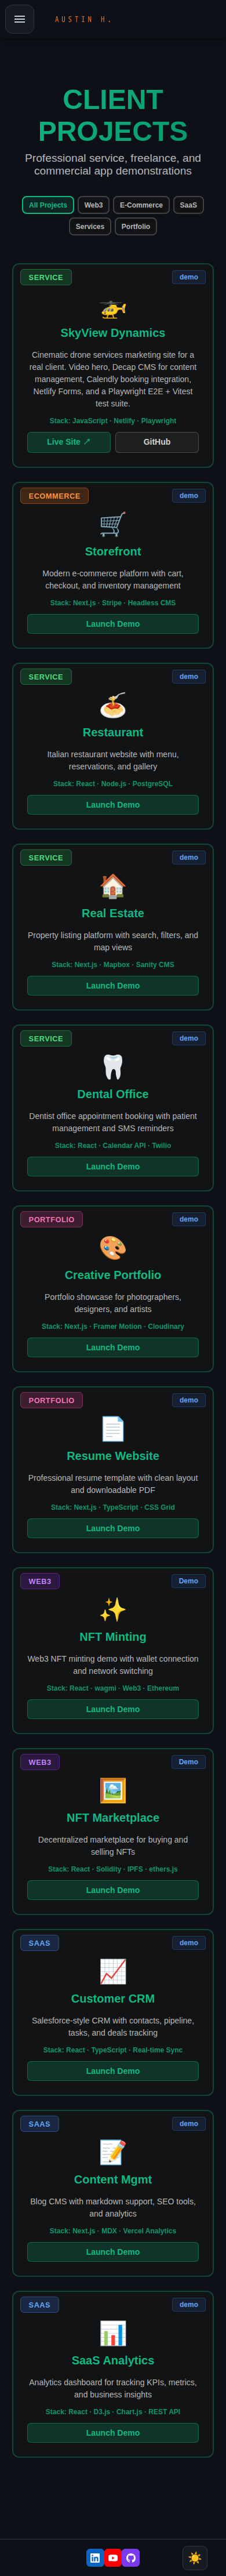 AUSTIN H.
CLIENT
PROJECTS
Professional service, freelance, and
commercial app demonstrations
All Projects Web3 E-Commerce SaaS
Services Portfolio
SERVICE demo
SkyView Dynamics
Cinematic drone services marketing site for a
real client. Video hero, Decap CMS for content
management, Calendly booking integration,
Netlify Forms, and a Playwright E2E + Vitest
test suite.
Stack: JavaScript · Netlify · Playwright
Live Site ↗ GitHub
ECOMMERCE demo
Storefront
Modern e-commerce platform with cart,
checkout, and inventory management
Stack: Next.js · Stripe · Headless CMS
Launch Demo
SERVICE demo
Restaurant
Italian restaurant website with menu,
reservations, and gallery
Stack: React · Node.js · PostgreSQL
Launch Demo
SERVICE demo
Real Estate
Property listing platform with search, filters, and
map views
Stack: Next.js · Mapbox · Sanity CMS
Launch Demo
SERVICE demo
Dental Office
Dentist office appointment booking with patient
management and SMS reminders
Stack: React · Calendar API · Twilio
Launch Demo
PORTFOLIO demo
Creative Portfolio
Portfolio showcase for photographers,
designers, and artists
Stack: Next.js · Framer Motion · Cloudinary
Launch Demo
PORTFOLIO demo
Resume Website
Professional resume template with clean layout
and downloadable PDF
Stack: Next.js · TypeScript · CSS Grid
Launch Demo
WEB3 Demo
NFT Minting
Web3 NFT minting demo with wallet connection
and network switching
Stack: React · wagmi · Web3 · Ethereum
Launch Demo
WEB3 Demo
NFT Marketplace
Decentralized marketplace for buying and
selling NFTs
Stack: React · Solidity · IPFS · ethers.js
Launch Demo
SAAS demo
Customer CRM
Salesforce-style CRM with contacts, pipeline,
tasks, and deals tracking
Stack: React · TypeScript · Real-time Sync
Launch Demo
SAAS demo
Content Mgmt
Blog CMS with markdown support, SEO tools,
and analytics
Stack: Next.js · MDX · Vercel Analytics
Launch Demo
SAAS demo
SaaS Analytics
Analytics dashboard for tracking KPIs, metrics,
and business insights
Stack: React · D3.js · Chart.js · REST API
Launch Demo